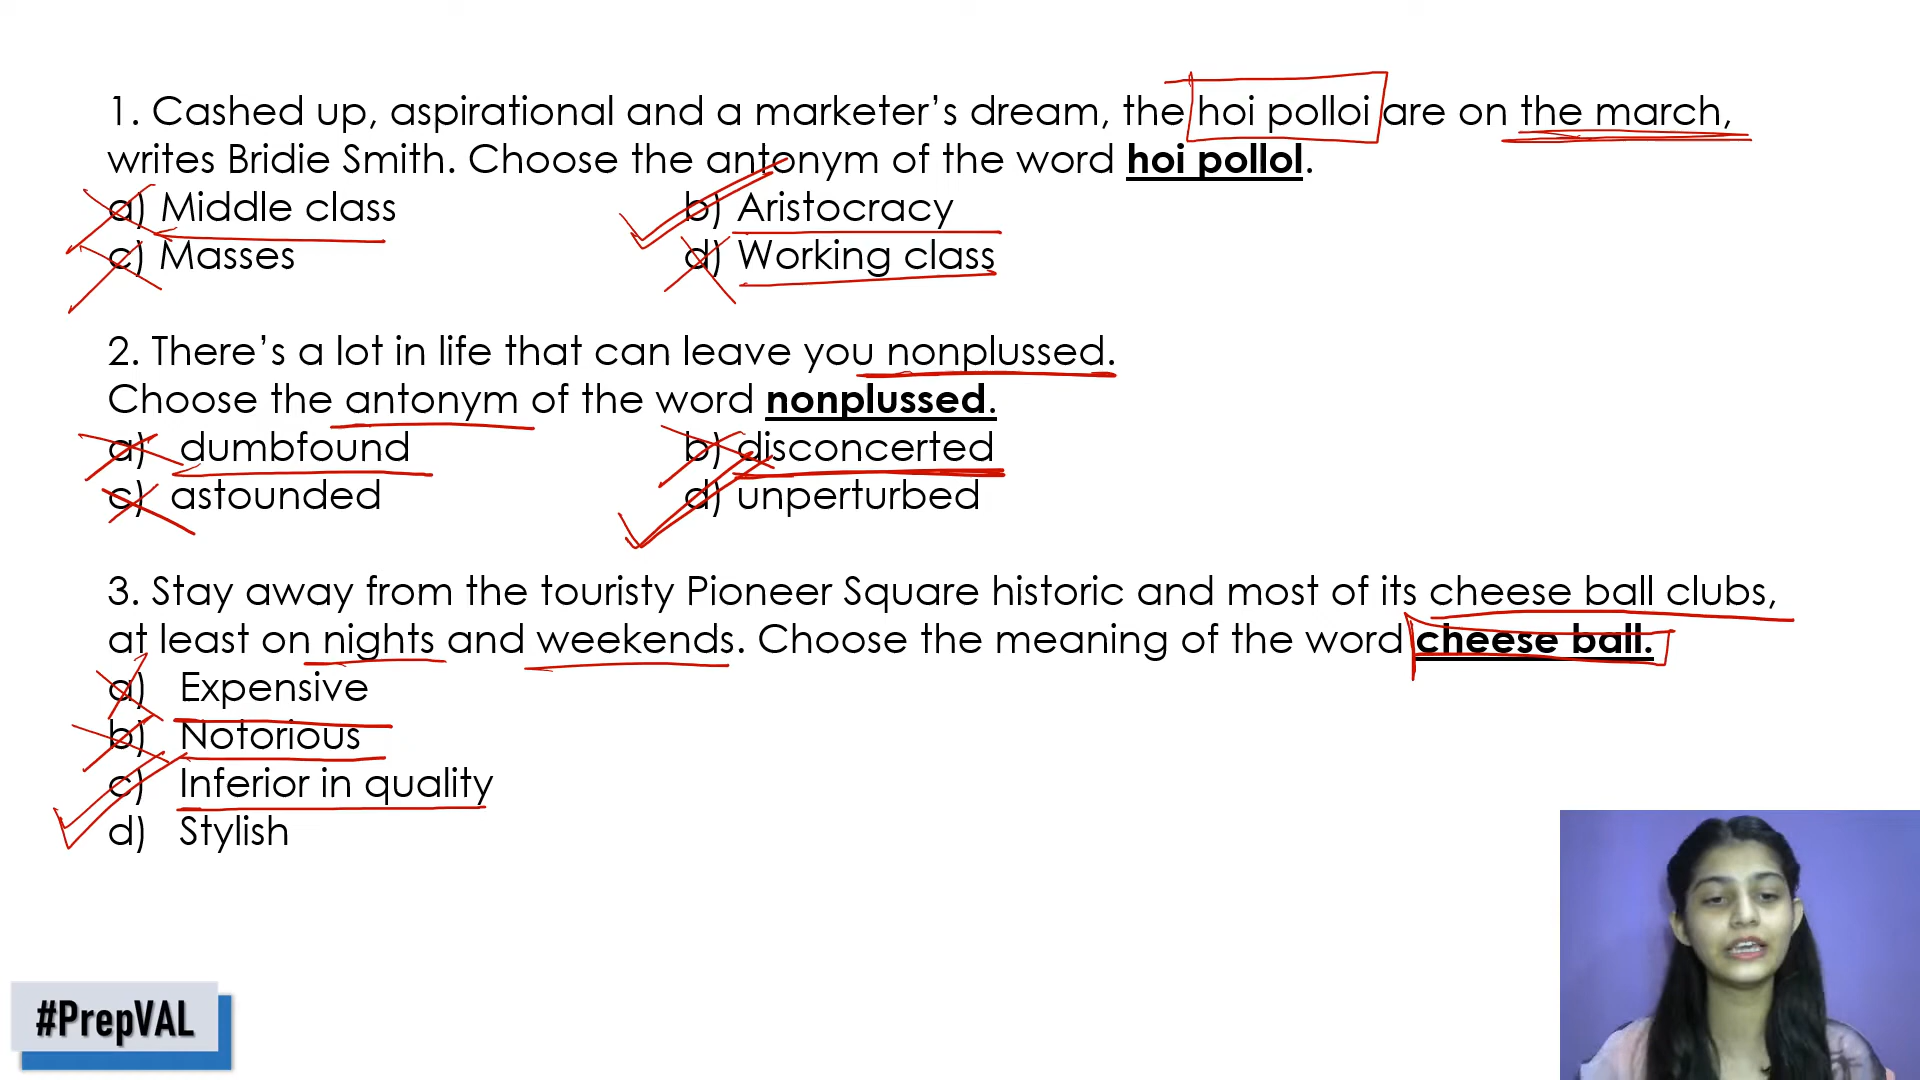 1. Cashed up, aspirational and a marketer’s dream, the hoi polloi are on the march,
writes Bridie Smith. Choose the antonym of the word hoi pollol.
a) Middle class b) Aristocracy
c) Masses d) Working class
2. There’s a lot in life that can leave you nonplussed.
Choose the antonym of the word nonplussed.
a) dumbfound b) disconcerted
c) astounded d) unperturbed
3. Stay away from the touristy Pioneer Square historic and most of its cheese ball clubs,
at least on nights and weekends. Choose the meaning of the word cheese ball.
a) Expensive
b) Notorious
c) Inferior in quality
d) Stylish
#PrepVAL